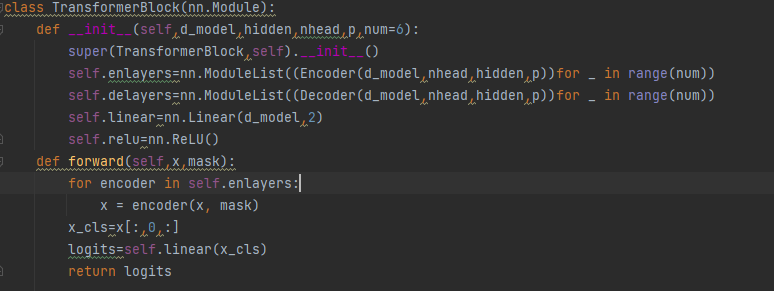 class TransformerBlock(nn.Module):
    def __init__(self,d_model,hidden,nhead,p,num=6):
        super(TransformerBlock,self).__init__()
        self.enlayers=nn.ModuleList((Encoder(d_model,nhead,hidden,p))for _ in range(num))
        self.delayers=nn.ModuleList((Decoder(d_model,nhead,hidden,p))for _ in range(num))
        self.linear=nn.Linear(d_model,2)
        self.relu=nn.ReLU()
    def forward(self,x,mask):
        for encoder in self.enlayers:
            x = encoder(x, mask)
        x_cls=x[:,0,:]
        logits=self.linear(x_cls)
        return logits